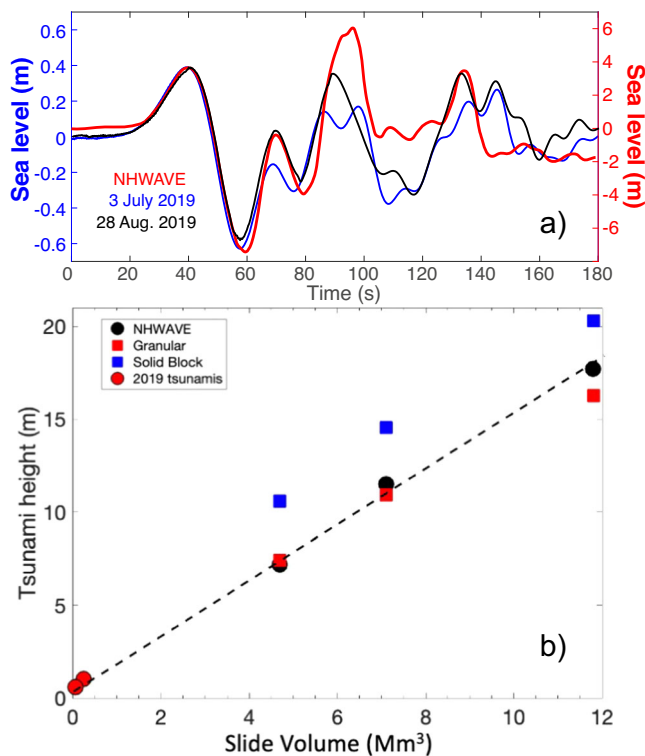 Sea level (m)
0.6
0.4
0.2
0
-0.2
-0.4
-0.6
Sea level (m)
6
4
2
0
-2
-4
-6
NHWAVE
3 July 2019
28 Aug. 2019
a)
0 20 40 60 80 100 120 140 160 180
Time (s)
Tsunami height (m)
20
15
10
5
0
NHWAVE
Granular
Solid Block
2019 tsunamis
b)
0 2 4 6 8 10 12
Slide Volume (Mm³)